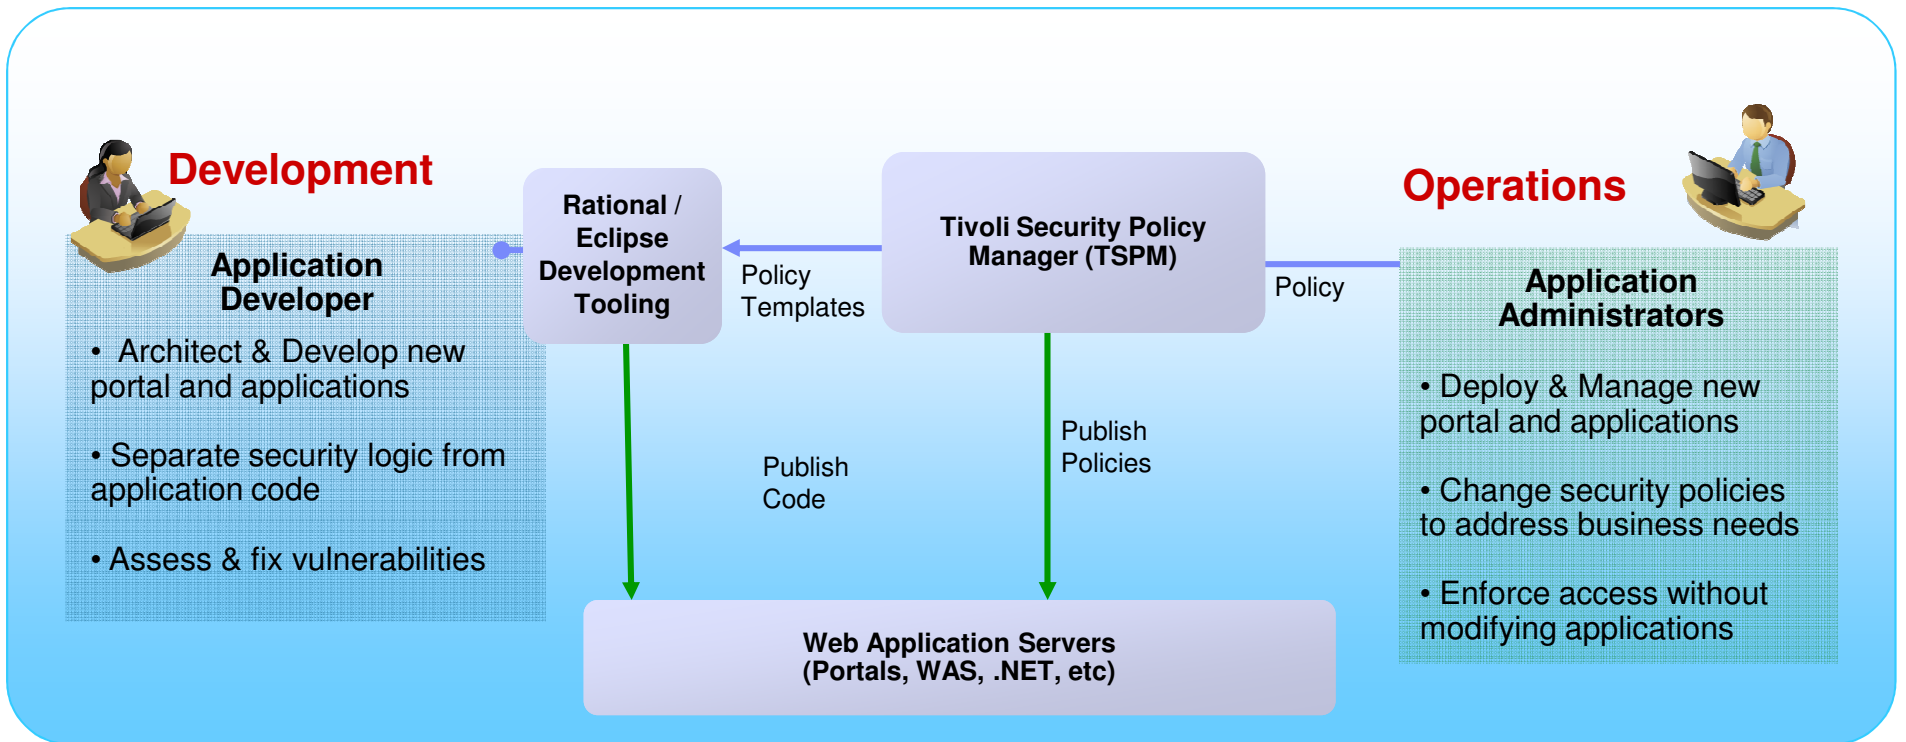 Development
Application
Developer
• Architect & Develop new
portal and applications
• Separate security logic from
application code
• Assess & fix vulnerabilities
Rational /
Eclipse
Development
Tooling
Policy
Templates
Tivoli Security Policy
Manager (TSPM)
Policy
Publish
Code
Publish
Policies
Web Application Servers
(Portals, WAS, .NET, etc)
Operations
Application
Administrators
• Deploy & Manage new
portal and applications
• Change security policies
to address business needs
• Enforce access without
modifying applications